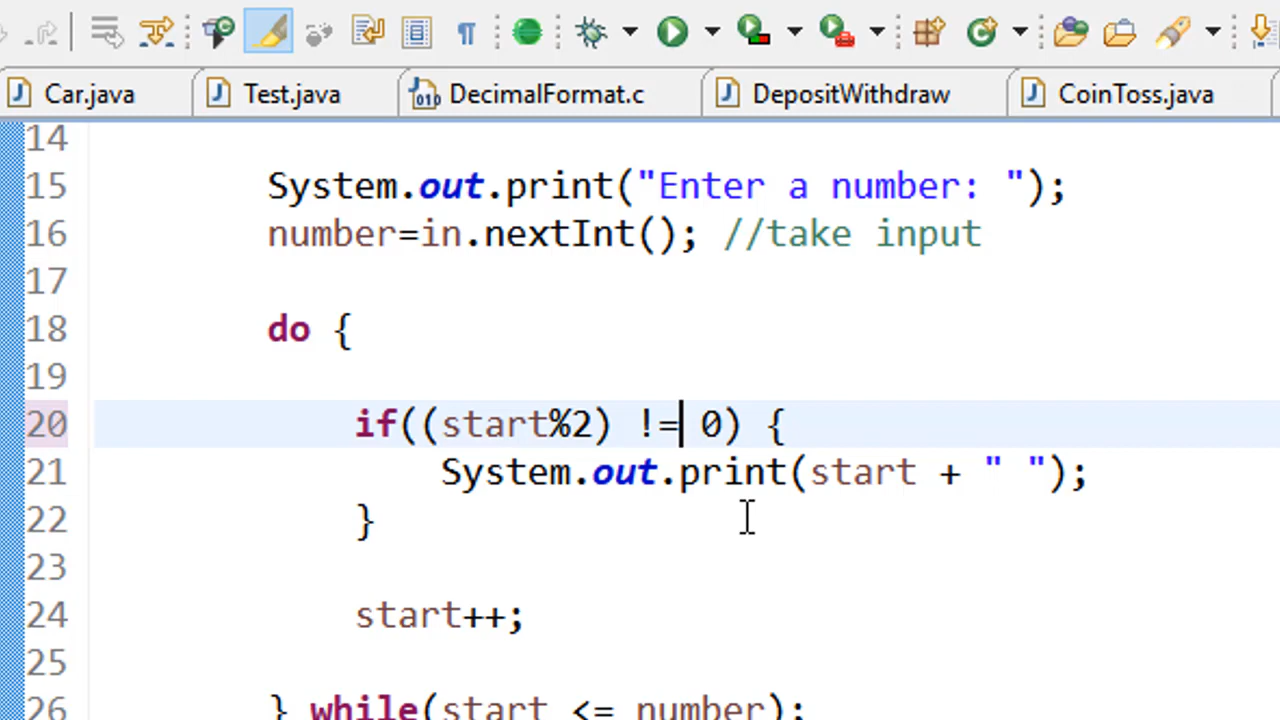 Car.java Test.java DecimalFormat.c DepositWithdraw CoinToss.java
14
15 System.out.print("Enter a number: ");
16 number=in.nextInt(); //take input
17
18 do {
19
20 if((start%2) != 0) {
21 System.out.print(start + " ");
22 }
23
24 start++;
25
26 } while(start <= number);